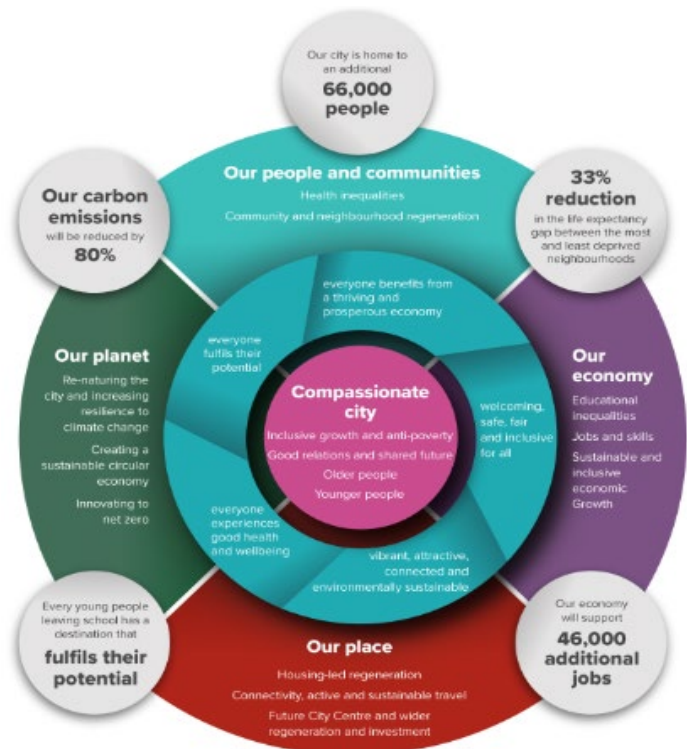 Our city is home to
an additional
66,000
people
Our carbon
emissions
will be reduced by
80%
Our people and communities
Health inequalities
Community and neighbourhood regeneration
33%
reduction
in the life expectancy
gap between the most
and least deprived
neighbourhoods
everyone benefits from
a thriving and
prosperous economy
everyone
fulfils their
potential
Our planet
Re-naturing the
city and increasing
resilience to
climate change
Creating a
sustainable circular
economy
Innovating to
net zero
Compassionate
city
Inclusive growth and anti-poverty
Good relations and shared future
Older people
Younger people
welcoming,
safe, fair
and inclusive
for all
Our
economy
Educational
inequalities
Jobs and skills
Sustainable and
inclusive
economic
Growth
everyone
experiences
good health
and wellbeing
vibrant, attractive,
connected and
environmentally sustainable
Every young people
leaving school has a
destination that
fulfils their
potential
Our place
Housing-led regeneration
Connectivity, active and sustainable travel
Future City Centre and wider
regeneration and investment
Our economy
will support
46,000
additional
jobs